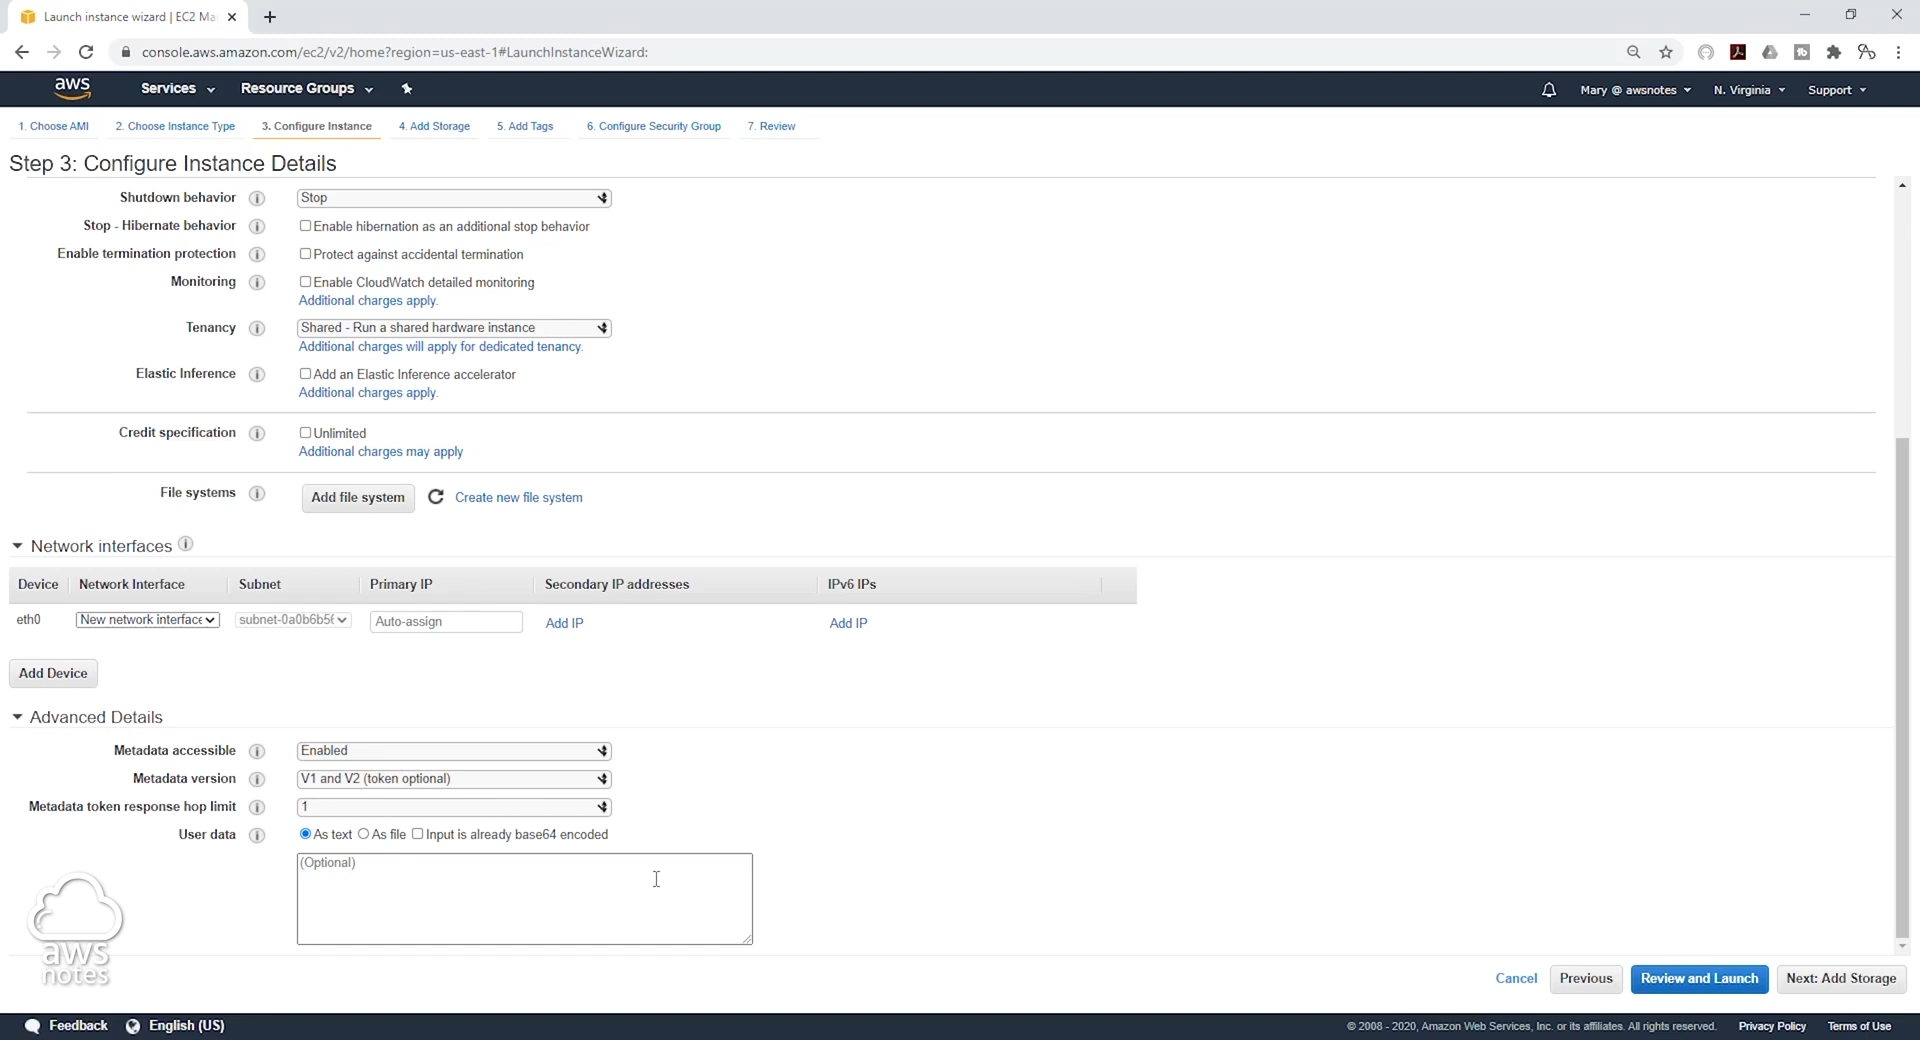 Launch instance wizard | EC2 Ma
console.aws.amazon.com/ec2/v2/home?region=us-east-1#LaunchInstanceWizard:
aws Services Resource Groups Mary @ awsnotes N. Virginia Support
1. Choose AMI 2. Choose Instance Type 3. Configure Instance 4. Add Storage 5. Add Tags 6. Configure Security Group 7. Review
Step 3: Configure Instance Details
Shutdown behavior Stop
Stop - Hibernate behavior Enable hibernation as an additional stop behavior
Enable termination protection Protect against accidental termination
Monitoring Enable CloudWatch detailed monitoring
Additional charges apply.
Tenancy Shared - Run a shared hardware instance
Additional charges will apply for dedicated tenancy.
Elastic Inference Add an Elastic Inference accelerator
Additional charges apply.
Credit specification Unlimited
Additional charges may apply
File systems Add file system Create new file system
Network interfaces
Device Network Interface Subnet Primary IP Secondary IP addresses IPv6 IPs
eth0 New network interface subnet-0a0b6b56 Auto-assign Add IP Add IP
Add Device
Advanced Details
Metadata accessible Enabled
Metadata version V1 and V2 (token optional)
Metadata token response hop limit 1
User data As text As file Input is already base64 encoded
(Optional)
aws
notes
Cancel Previous Review and Launch Next: Add Storage
Feedback English (US) © 2008 - 2020, Amazon Web Services, Inc. or its affiliates. All rights reserved. Privacy Policy Terms of Use